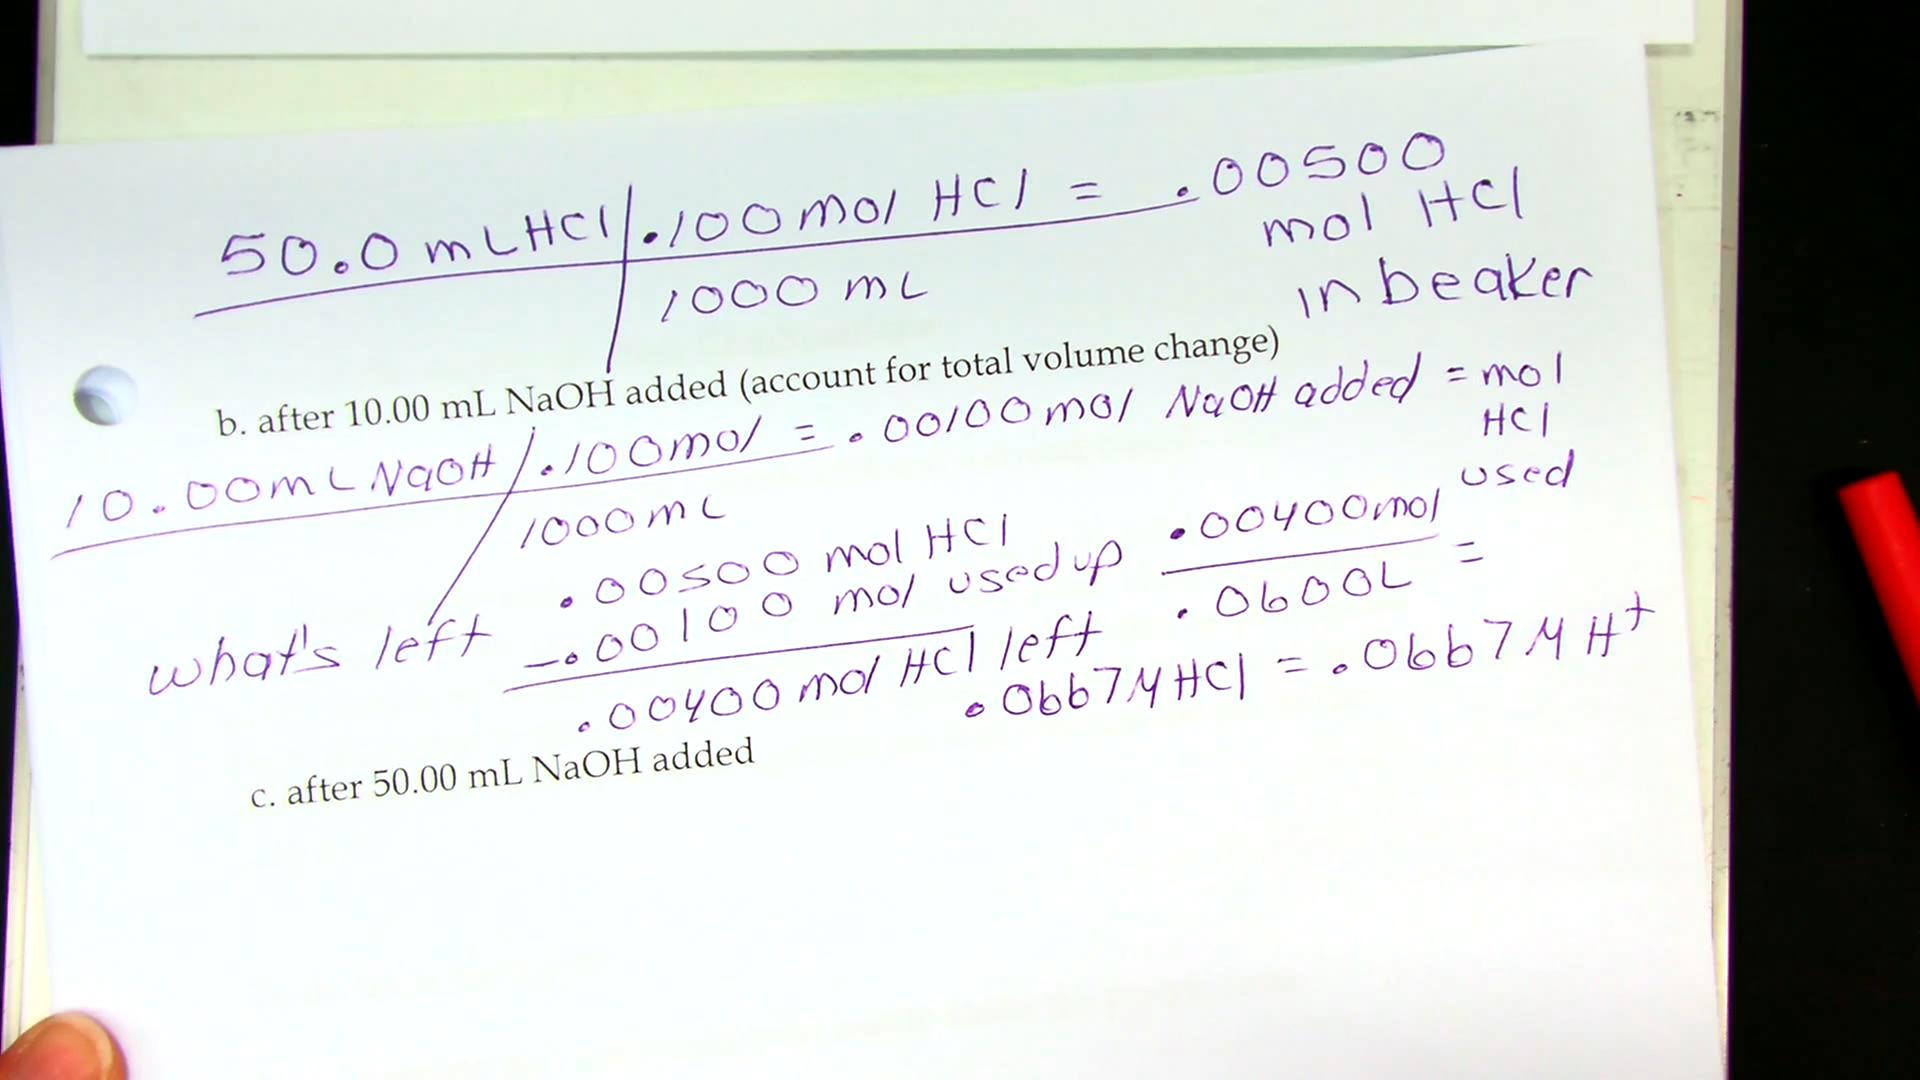 50.0 mL HCl / .100 mol HCl = .00500
1000 mL
mol HCl
in beaker
b. after 10.00 mL NaOH added (account for total volume change)
10.00 mL NaOH / .100 mol = .00100 mol NaOH added = mol
HCl
used
1000 mL
.00500 mol HCl
what's left - .00100 mol used up
.00400 mol HCl left
.00400 mol
.0600 L =
.0667 M HCl = .0667 M H+
c. after 50.00 mL NaOH added